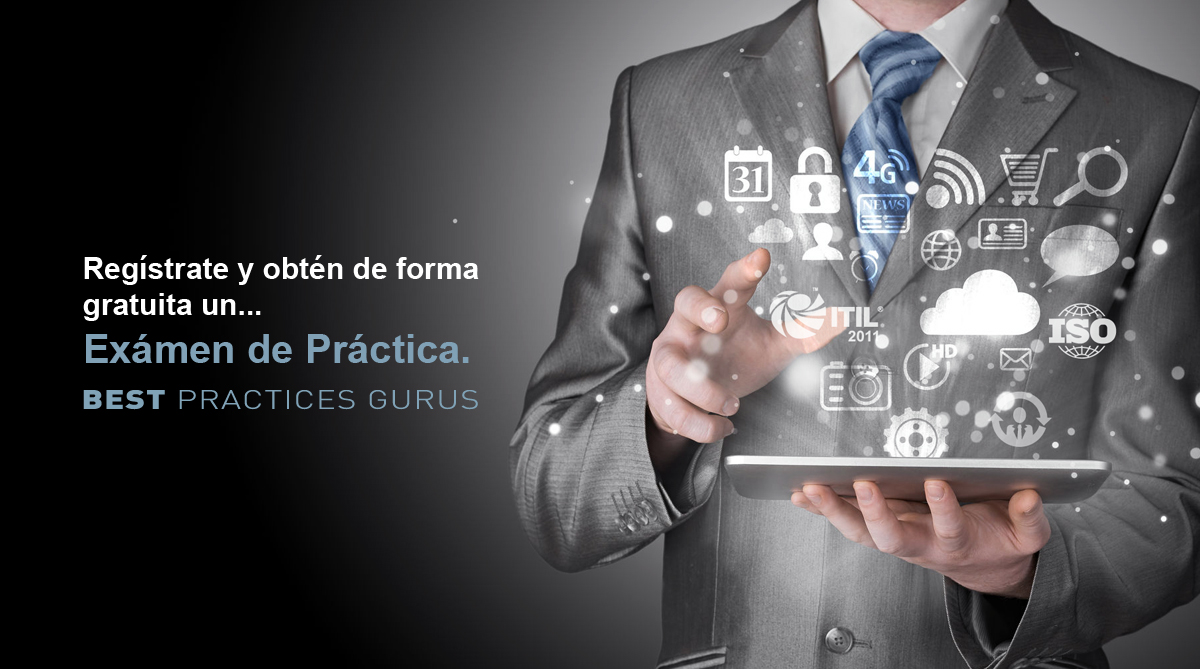 Regístrate y obtén de forma
gratuita un...
Exámen de Práctica.
BEST PRACTICES GURUS
31
4G
NEWS
ITIL®
2011
ISO
HD